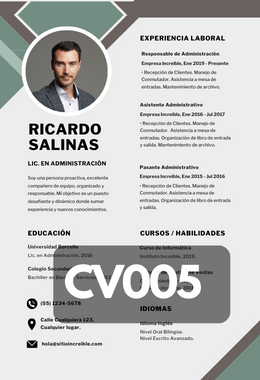 RICARDO
SALINAS
LIC. EN ADMINISTRACIÓN
Soy una persona proactiva, excelente
compañero de equipo, organizado y
responsable. Mi objetivo es un puesto
desafiante y dinámico donde sumar
experiencia y nuevos conocimientos.
EDUCACIÓN
Universidad Borcelle
Lic. en Administración, 2016
Colegio
Bachiller en
(55) 1234-5678
Calle Cualquiera 123,
Cualquier lugar.
hola@sitioincreible.com
EXPERIENCIA LABORAL
Responsable de Administración
Empresa Increíble, Ene 2019 - Presente
• Recepción de Clientes. Manejo de
Conmutador. Asistencia a mesa de
entradas. Mantenimiento de archivo.
Asistente Administrativo
Empresa Increíble, Ene 2016 - Jul 2017
• Recepción de Clientes. Manejo de
Conmutador. Asistencia a mesa de
entradas. Organización de libro de entrada
y salida. Mantenimiento de archivo.
Pasante Administrativo
Empresa Increíble, Ene 2015 - Jul 2016
• Recepción de Clientes. Manejo de
Conmutador. Asistencia a mesa de
entradas. Organización de libro de entrada
y salida.
CURSOS / HABILIDADES
Curso de Informática
Instituto Increíble, 2015
ventas
CV005
IDIOMAS
Idioma Inglés
Nivel Oral Bilingüe.
Nivel Escrito Avanzado.